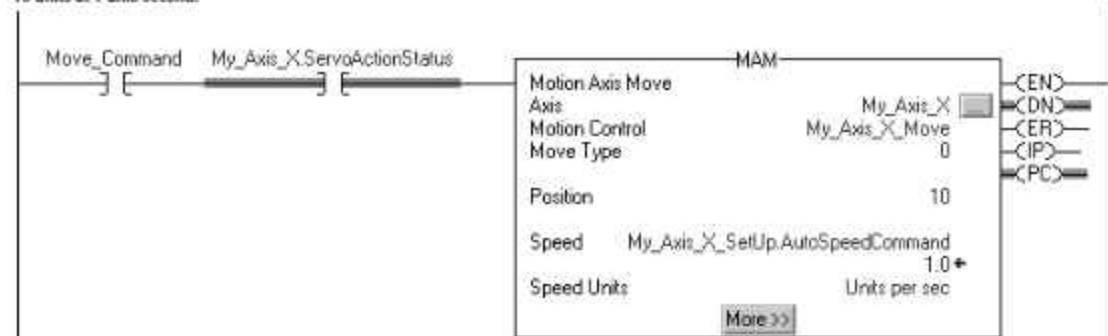 Move_Command My_Axis_X.ServoActionStatus
MAM
Motion Axis Move
Axis My_Axis_X
Motion Control My_Axis_X_Move
Move Type 0
Position 10
Speed My_Axis_X_SetUp.AutoSpeedCommand
1.0
Speed Units Units per sec
More >>
EN
DN
ER
IP
PC